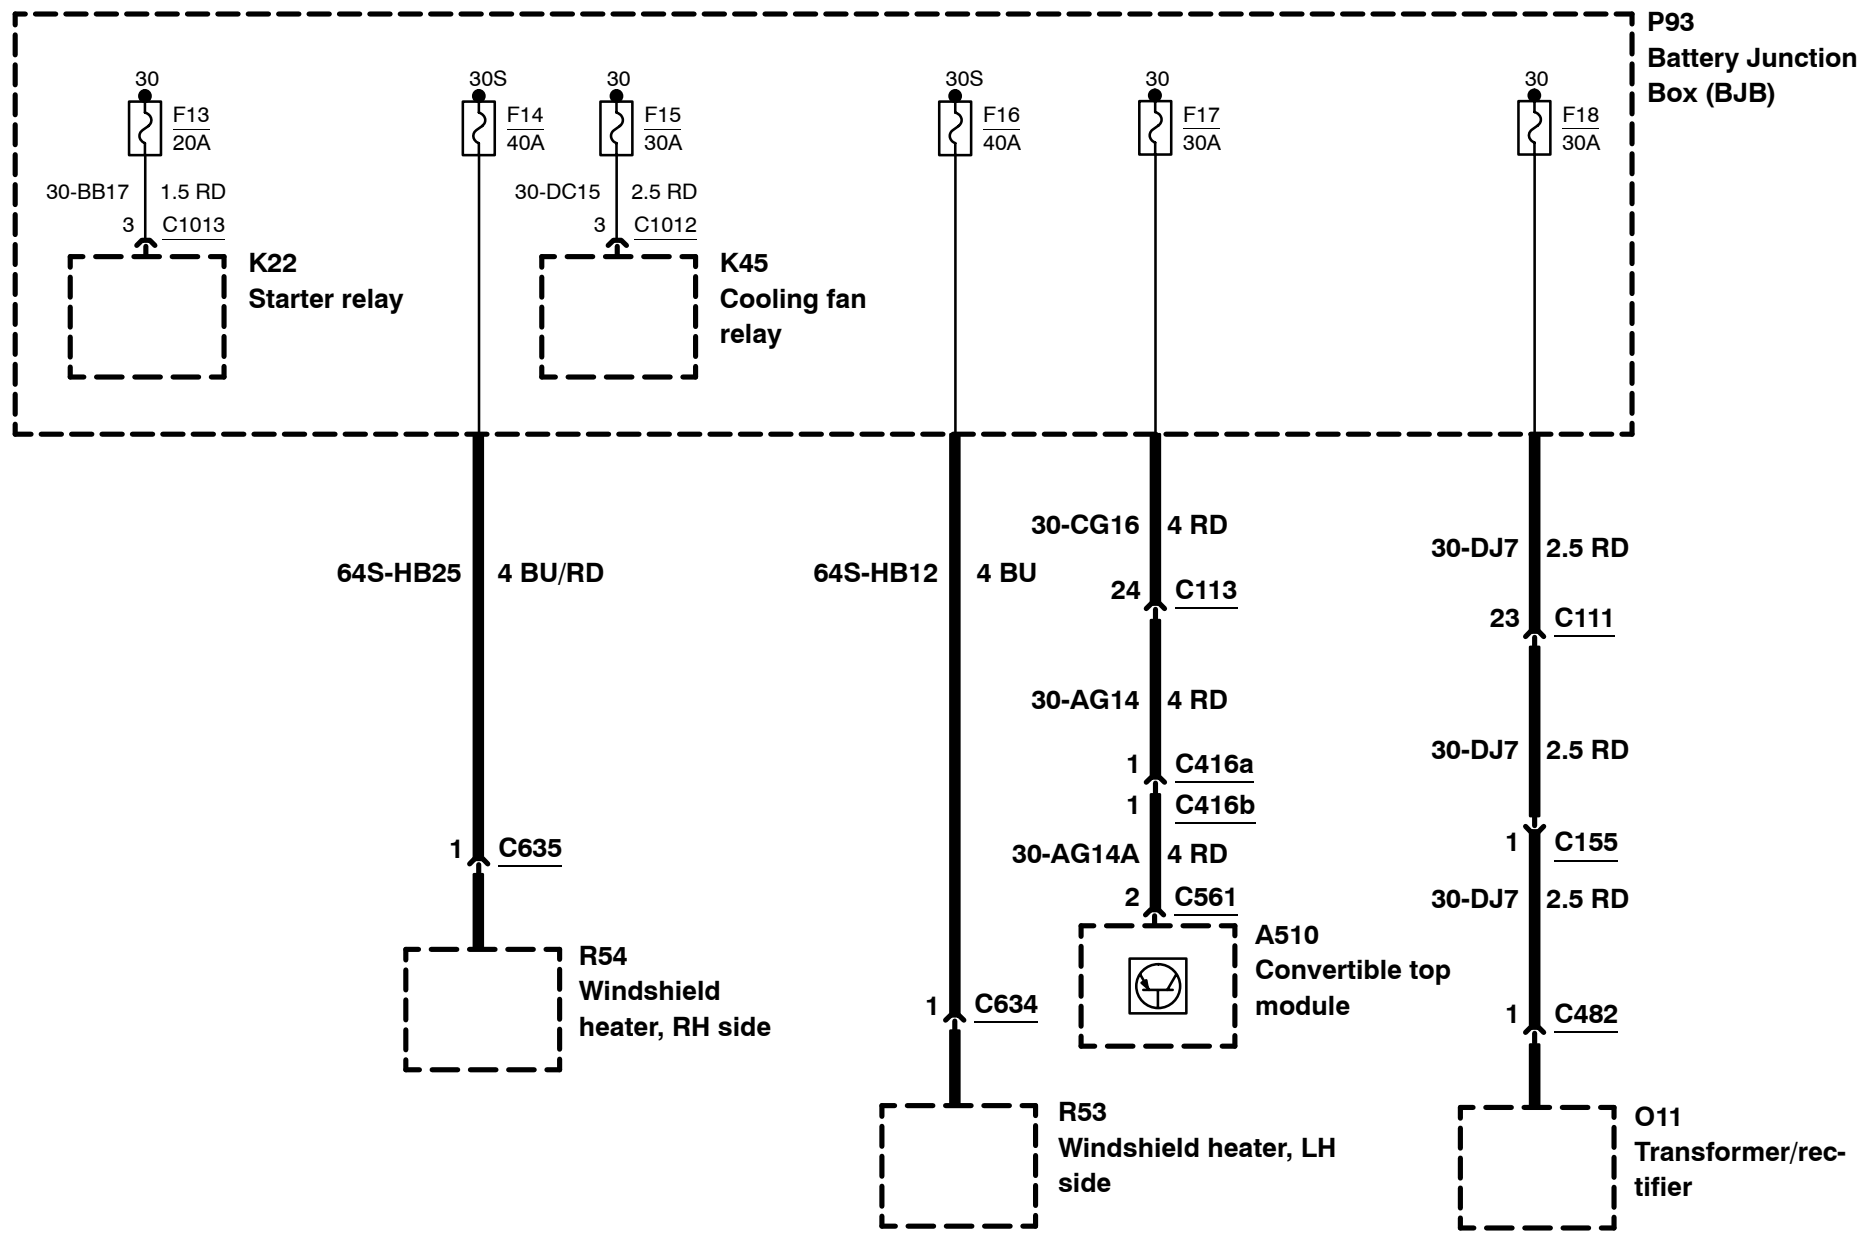 P93
Battery Junction
Box (BJB)
30
F13
20A
30-BB17 1.5 RD
3 C1013
K22
Starter relay
30S
F14
40A
30
F15
30A
30-DC15 2.5 RD
3 C1012
K45
Cooling fan
relay
30S
F16
40A
30
F17
30A
30
F18
30A
64S-HB25 4 BU/RD
1 C635
R54
Windshield
heater, RH side
64S-HB12 4 BU
1 C634
R53
Windshield heater, LH
side
30-CG16 4 RD
24 C113
30-AG14 4 RD
1 C416a
1 C416b
30-AG14A 4 RD
2 C561
A510
Convertible top
module
30-DJ7 2.5 RD
23 C111
30-DJ7 2.5 RD
1 C155
30-DJ7 2.5 RD
1 C482
O11
Transformer/rec-
tifier